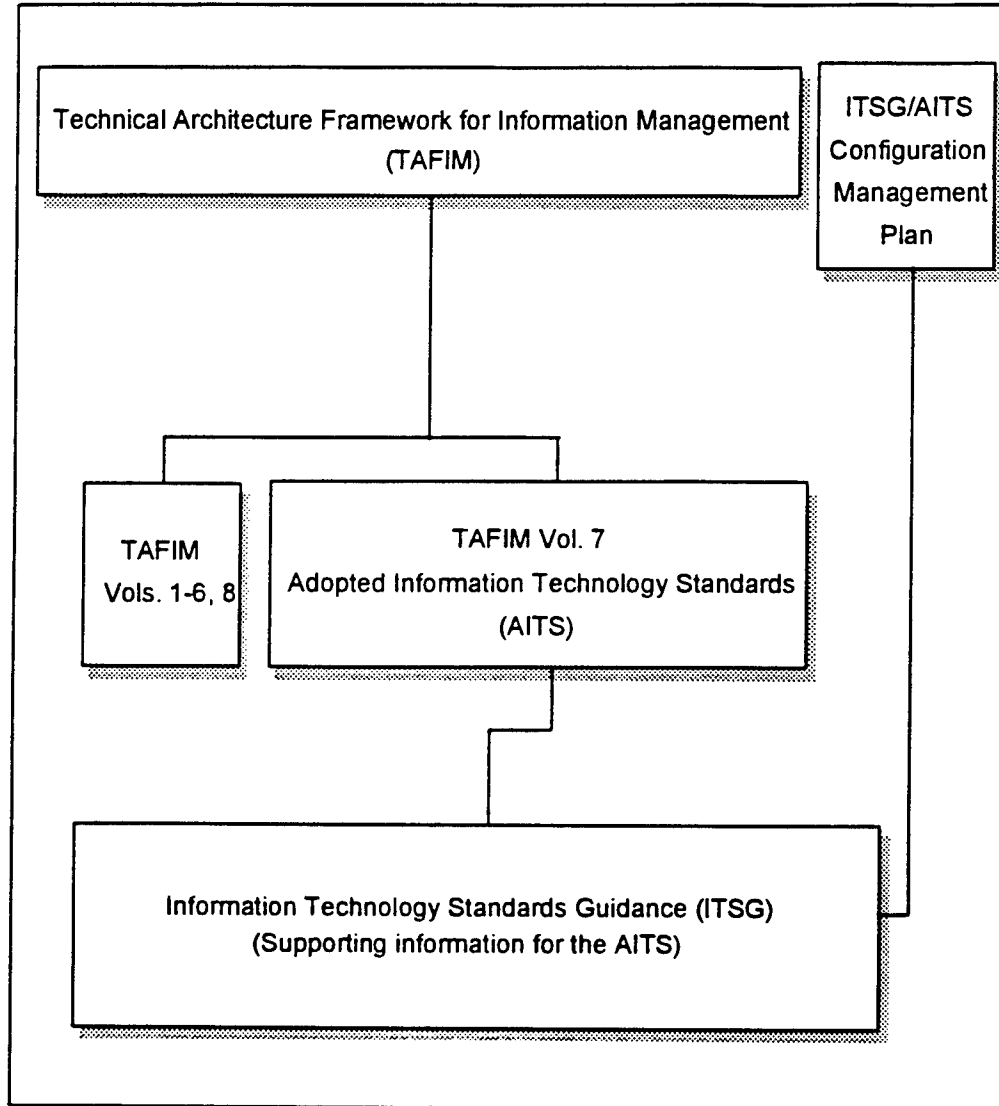 Technical Architecture Framework for Information Management
(TAFIM)
ITSG/AITS
Configuration
Management
Plan
TAFIM
Vols. 1-6, 8
TAFIM Vol. 7
Adopted Information Technology Standards
(AITS)
Information Technology Standards Guidance (ITSG)
(Supporting information for the AITS)